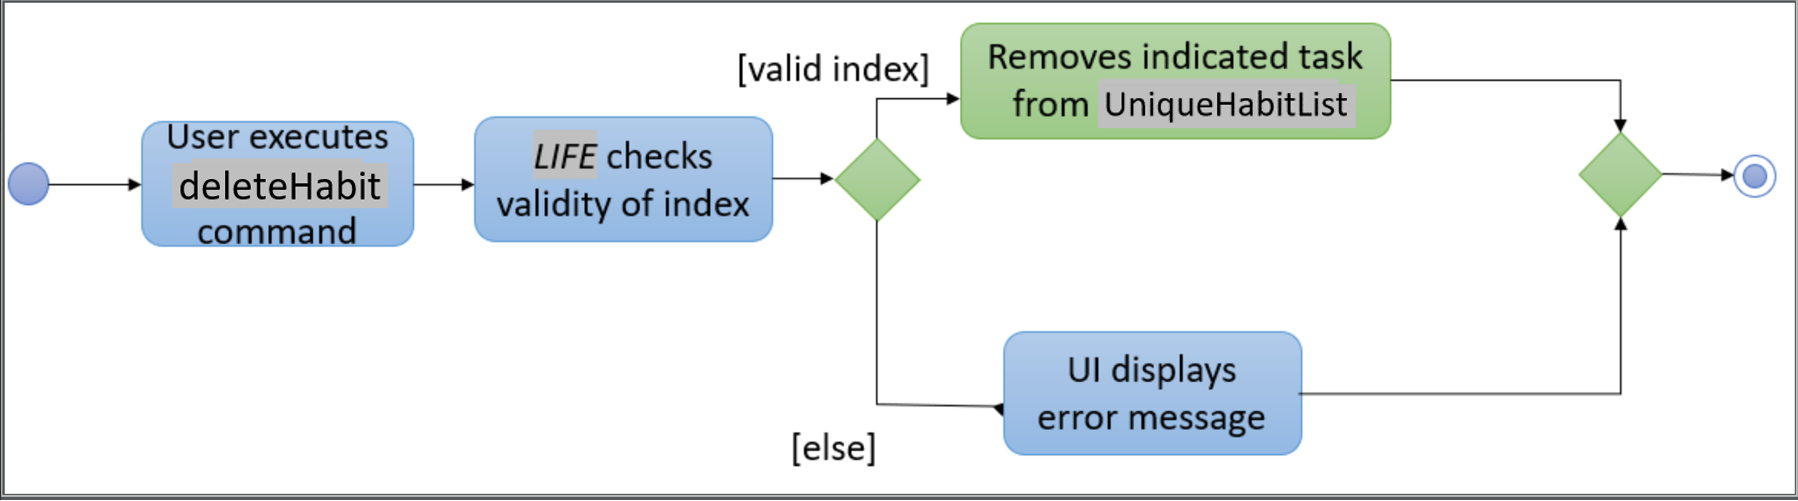 User executes
deleteHabit
command
LIFE checks
validity of index
[valid index]
Removes indicated task
from UniqueHabitList
[else]
UI displays
error message